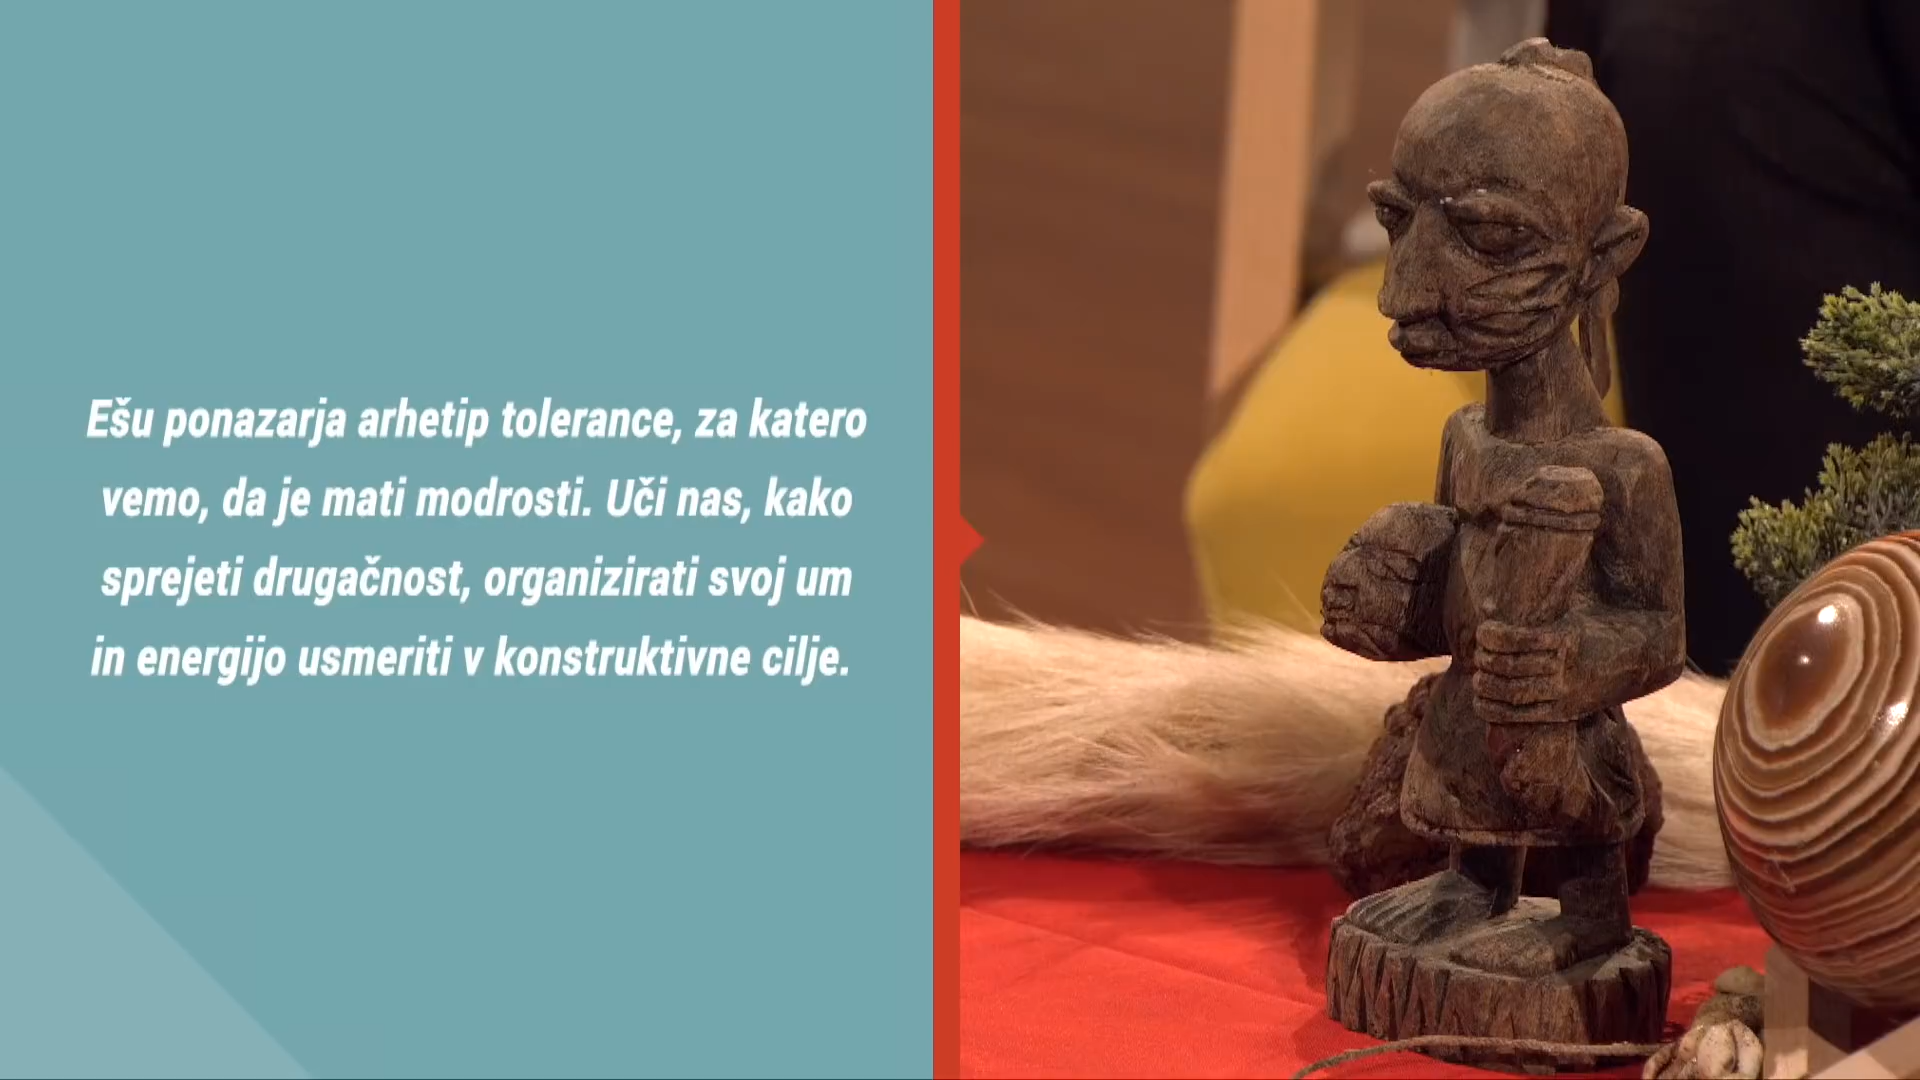 Ešu ponazarja arhetip tolerance, za katero
vemo, da je mati modrosti. Uči nas, kako
sprejeti drugačnost, organizirati svoj um
in energijo usmeriti v konstruktivne cilje.